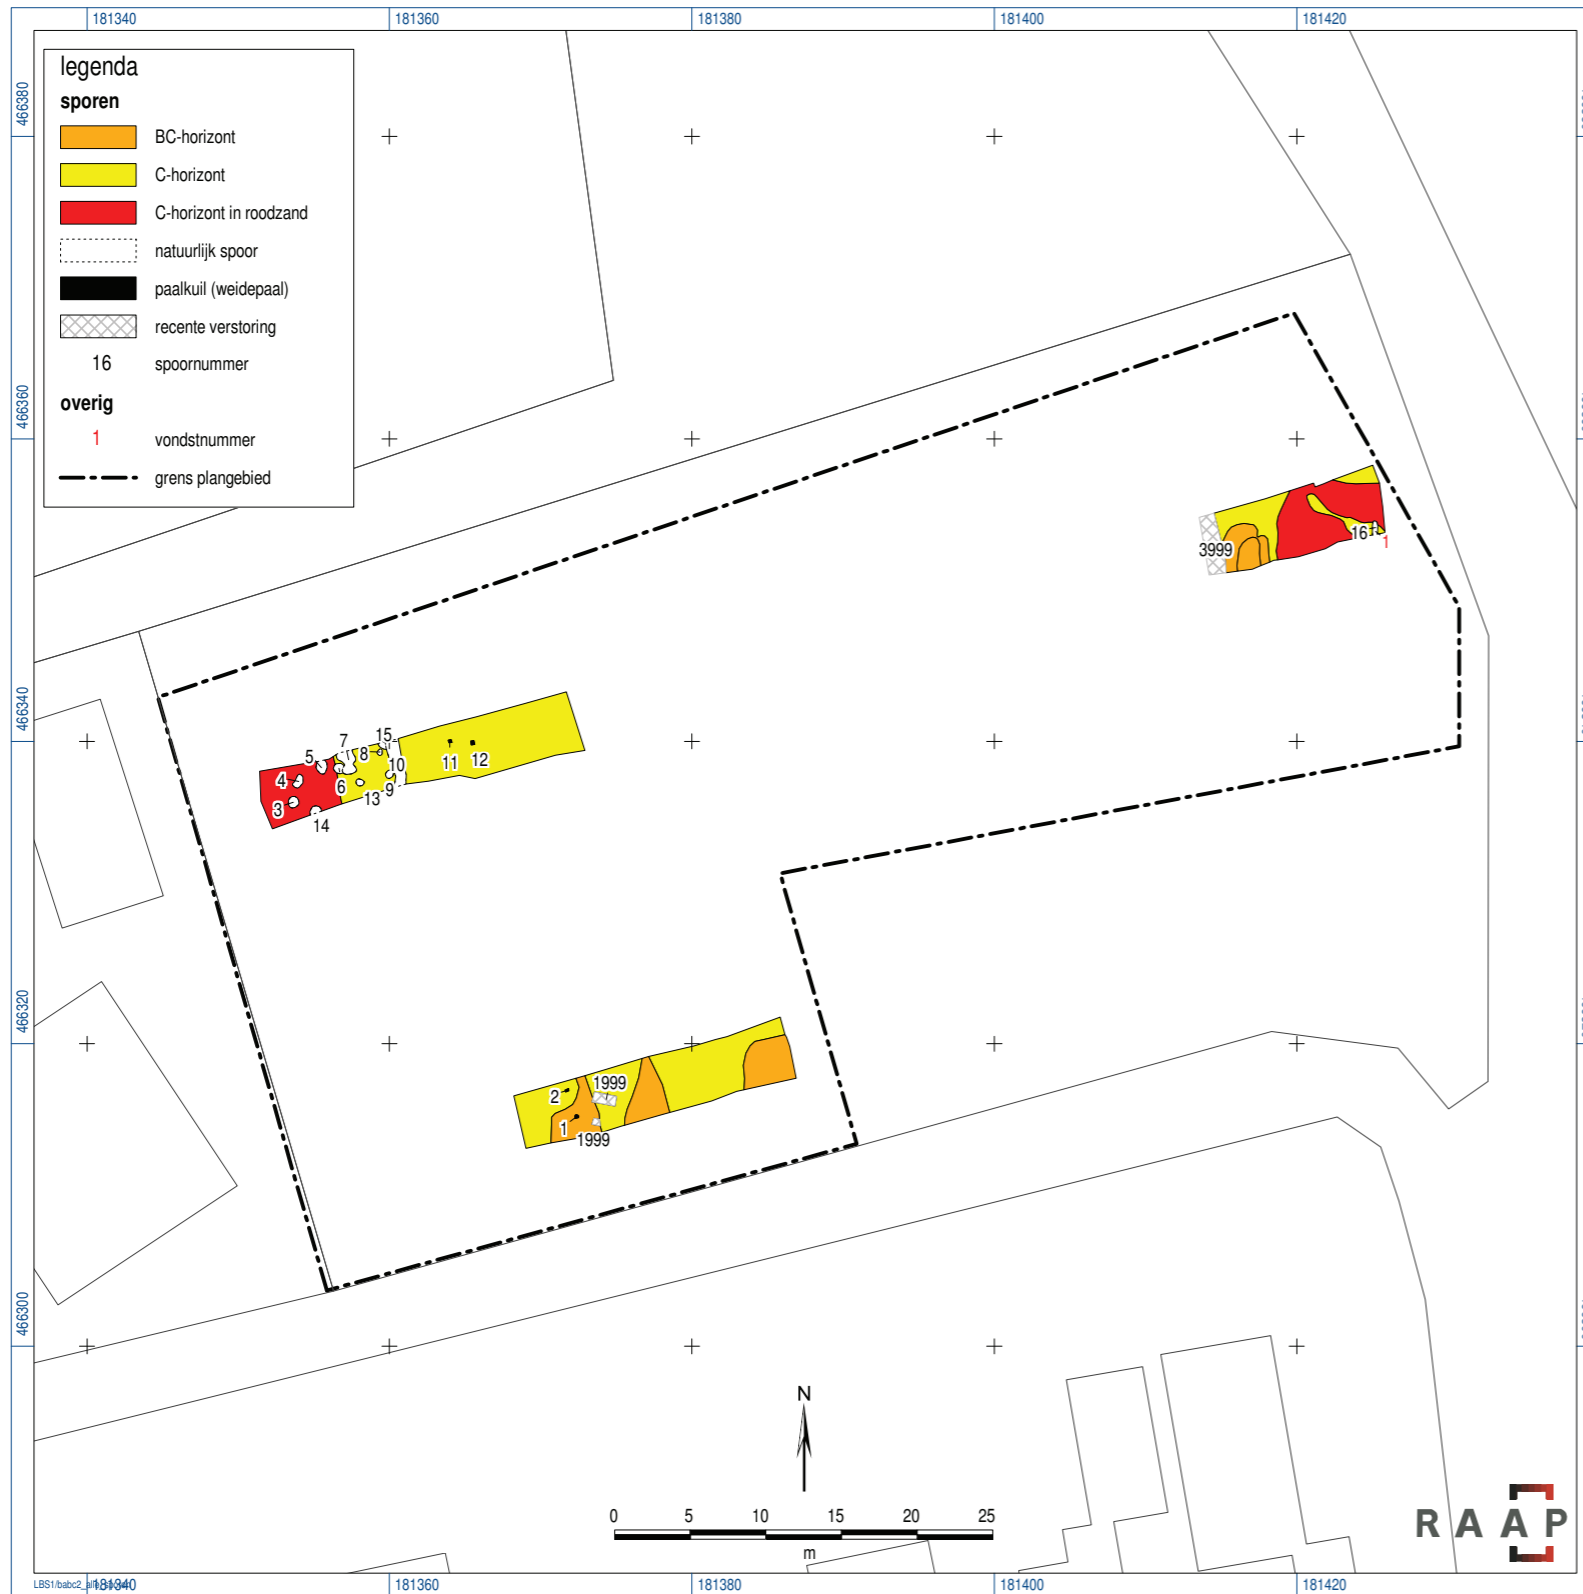 181340 181360 181380 181400 181420
466380
466360
466340
466320
466300
legenda
sporen
BC-horizont
C-horizont
C-horizont in roodzand
natuurlijk spoor
paalkuil (weidepaal)
recente verstoring
16 spoornummer
overig
1 vondstnummer
grens plangebied
3999
16
1
15
7
5
8
10
4
6
11
12
3
13
9
14
2
1999
1
1999
N
0 5 10 15 20 25
m
RAAP
181340 181360 181380 181400 181420